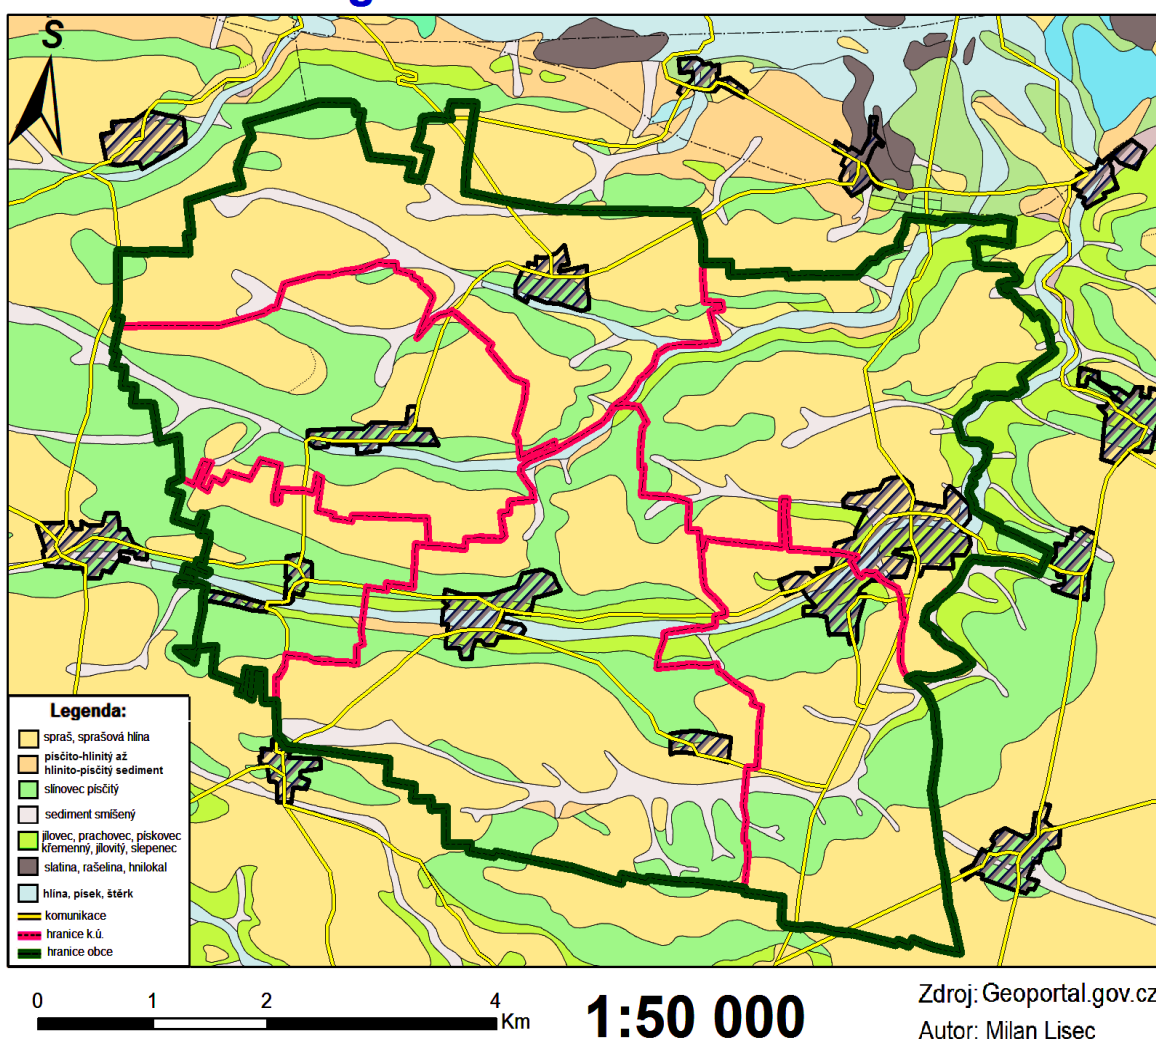 S
Legenda:
spraš, sprašová hlína
písčito-hlinitý až
hlinito-písčitý sediment
slínovec písčitý
sediment smíšený
jílovec, prachovec, pískovec
křemenný, jílovitý, slepenec
slatina, rašelina, hnilokal
hlína, písek, štěrk
komunikace
hranice k.ú.
hranice obce
0 1 2 4
Km
1:50 000
Zdroj: Geoportal.gov.cz
Autor: Milan Lisec